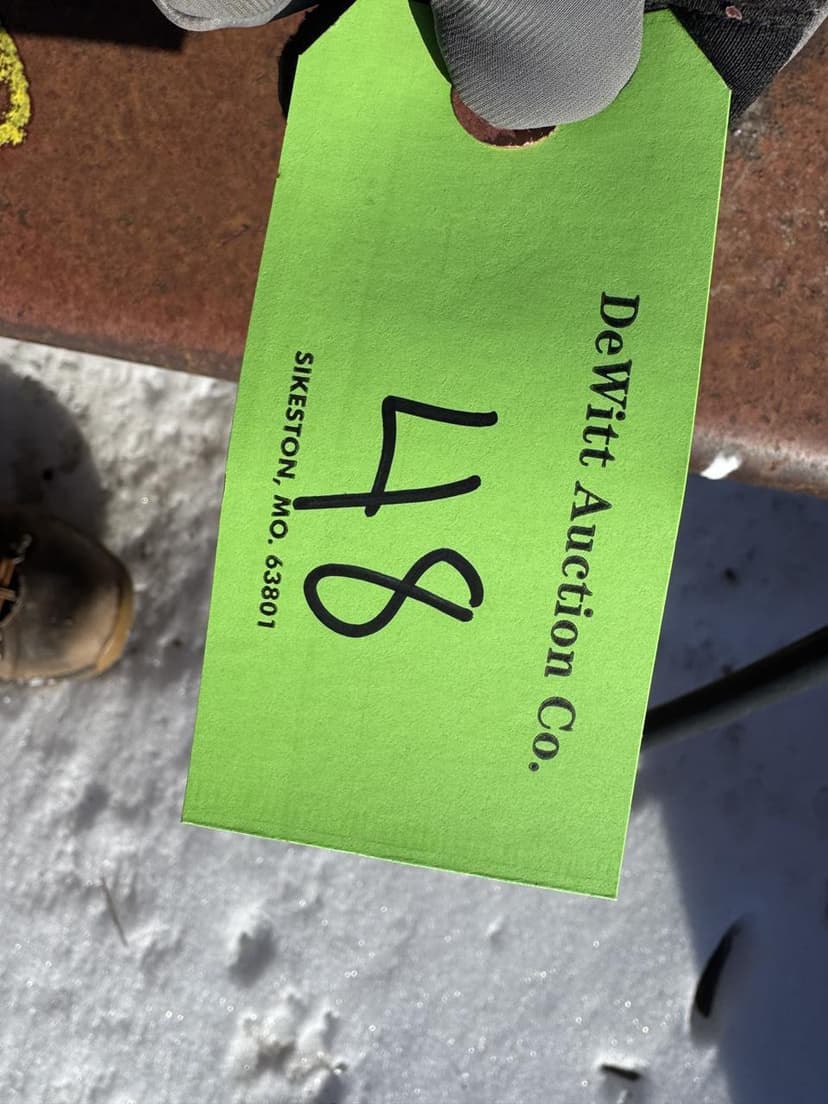 DeWitt Auction Co.
48
SIKESTON, MO. 63801